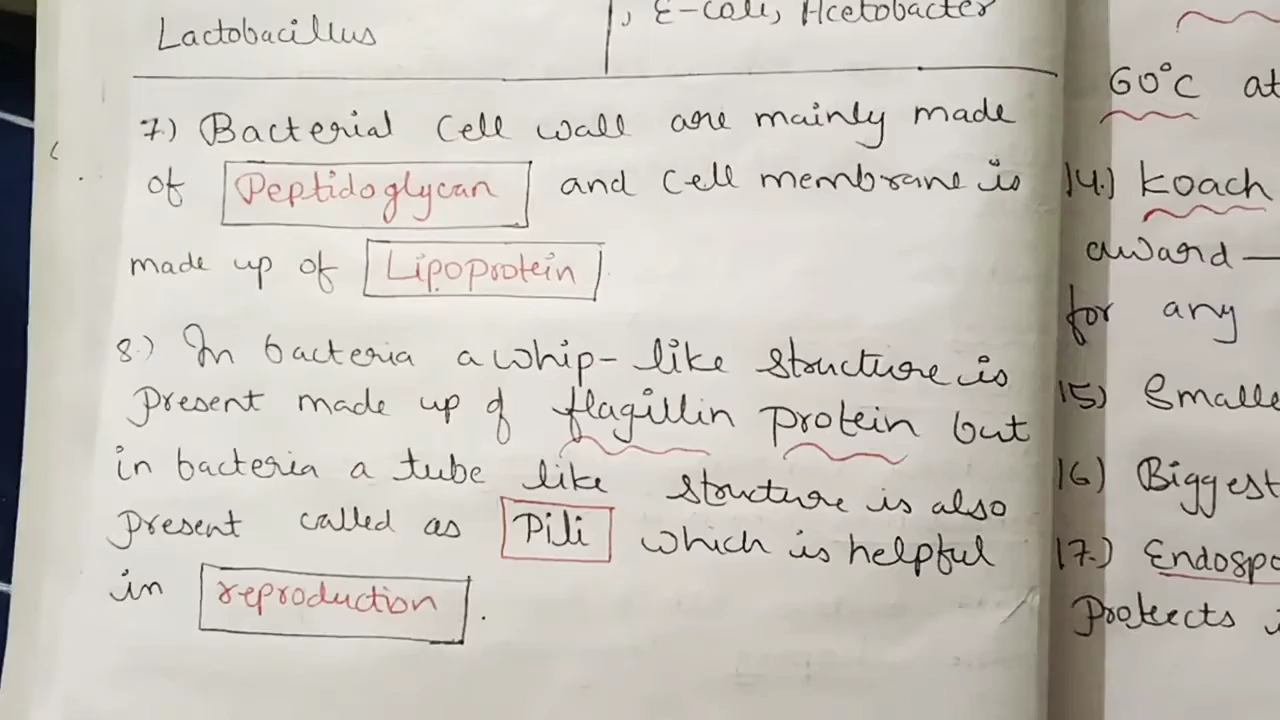 Lactobacillus
, E-coli, Acetobacter
7.) Bacterial cell wall are mainly made
of Peptidoglycan and cell membrane is
made up of Lipoprotein
8.) In bacteria a whip-like structure is
present made up of flagillin protein but
in bacteria a tube like structure is also
present called as Pili which is helpful
in reproduction.
60°C at
14.) Koach
award—
for any
15) Smalle
16) Biggest
17.) Endospo
Protects